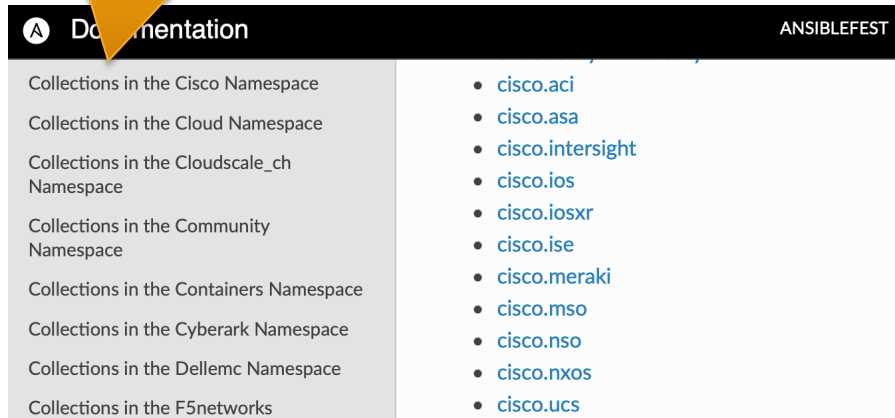 ANSIBLEFEST
Collections in the Cisco Namespace
Collections in the Cloud Namespace
Collections in the Cloudscale_ch
Namespace
Collections in the Community
Namespace
Collections in the Containers Namespace
Collections in the Cyberark Namespace
Collections in the Dellemc Namespace
Collections in the F5networks
cisco.aci
cisco.asa
cisco.intersight
cisco.ios
cisco.iosxr
cisco.ise
cisco.meraki
cisco.mso
cisco.nso
cisco.nxos
cisco.ucs